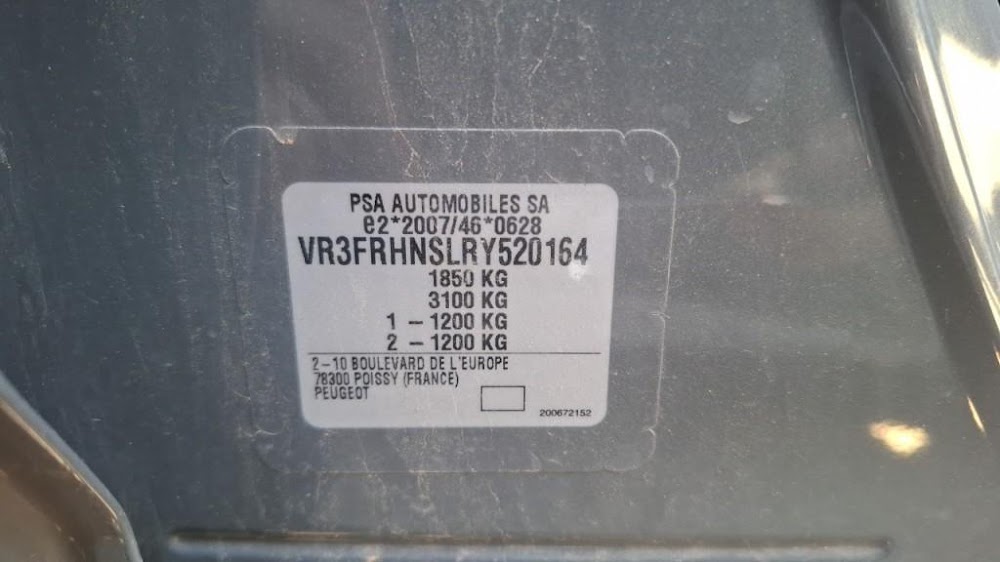 PSA AUTOMOBILES SA
e2*2007/46*0628
VR3FRHNSLRY520164
1850 KG
3100 KG
1 – 1200 KG
2 – 1200 KG
2–10 BOULEVARD DE L'EUROPE
78300 POISSY (FRANCE)
PEUGEOT
200672152